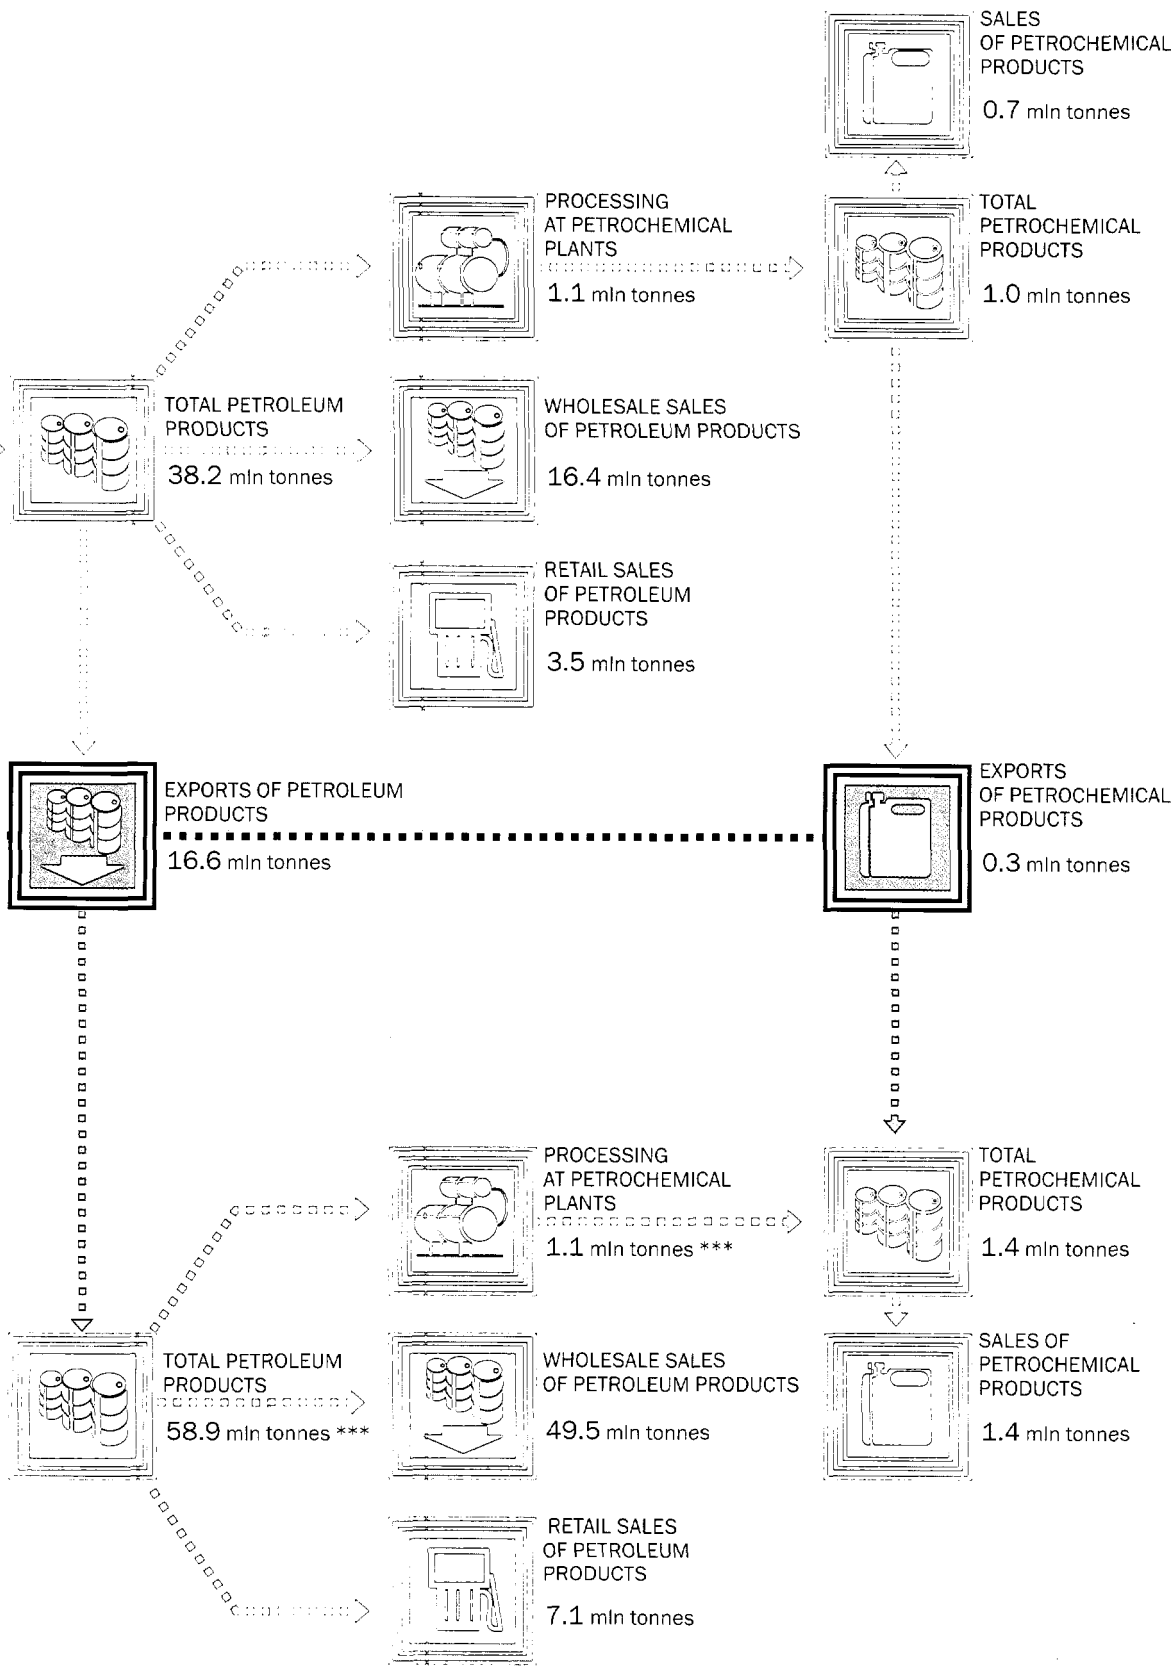 SALES
OF PETROCHEMICAL
PRODUCTS
0.7 mln tonnes
PROCESSING
AT PETROCHEMICAL
PLANTS
1.1 mln tonnes
TOTAL
PETROCHEMICAL
PRODUCTS
1.0 mln tonnes
TOTAL PETROLEUM
PRODUCTS
38.2 mln tonnes
WHOLESALE SALES
OF PETROLEUM PRODUCTS
16.4 mln tonnes
RETAIL SALES
OF PETROLEUM
PRODUCTS
3.5 mln tonnes
EXPORTS OF PETROLEUM
PRODUCTS
16.6 mln tonnes
EXPORTS
OF PETROCHEMICAL
PRODUCTS
0.3 mln tonnes
PROCESSING
AT PETROCHEMICAL
PLANTS
1.1 mln tonnes ***
TOTAL
PETROCHEMICAL
PRODUCTS
1.4 mln tonnes
TOTAL PETROLEUM
PRODUCTS
58.9 mln tonnes ***
WHOLESALE SALES
OF PETROLEUM PRODUCTS
49.5 mln tonnes
SALES OF
PETROCHEMICAL
PRODUCTS
1.4 mln tonnes
RETAIL SALES
OF PETROLEUM
PRODUCTS
7.1 mln tonnes